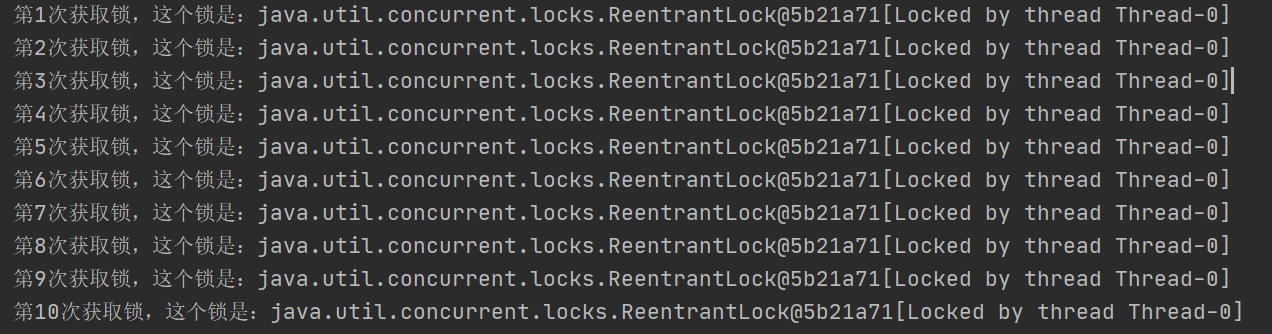 第1次获取锁，这个锁是：java.util.concurrent.locks.ReentrantLock@5b21a71[Locked by thread Thread-0]
第2次获取锁，这个锁是：java.util.concurrent.locks.ReentrantLock@5b21a71[Locked by thread Thread-0]
第3次获取锁，这个锁是：java.util.concurrent.locks.ReentrantLock@5b21a71[Locked by thread Thread-0]
第4次获取锁，这个锁是：java.util.concurrent.locks.ReentrantLock@5b21a71[Locked by thread Thread-0]
第5次获取锁，这个锁是：java.util.concurrent.locks.ReentrantLock@5b21a71[Locked by thread Thread-0]
第6次获取锁，这个锁是：java.util.concurrent.locks.ReentrantLock@5b21a71[Locked by thread Thread-0]
第7次获取锁，这个锁是：java.util.concurrent.locks.ReentrantLock@5b21a71[Locked by thread Thread-0]
第8次获取锁，这个锁是：java.util.concurrent.locks.ReentrantLock@5b21a71[Locked by thread Thread-0]
第9次获取锁，这个锁是：java.util.concurrent.locks.ReentrantLock@5b21a71[Locked by thread Thread-0]
第10次获取锁，这个锁是：java.util.concurrent.locks.ReentrantLock@5b21a71[Locked by thread Thread-0]